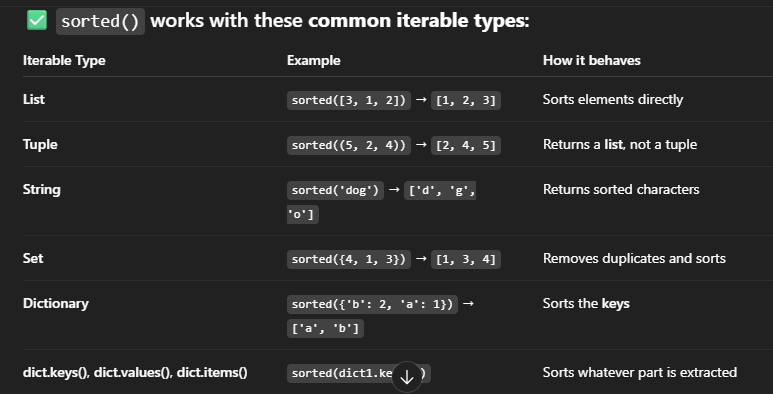 ✅ sorted() works with these common iterable types:
Iterable Type Example How it behaves
List sorted([3, 1, 2]) → [1, 2, 3] Sorts elements directly
Tuple sorted((5, 2, 4)) → [2, 4, 5] Returns a list, not a tuple
String sorted('dog') → ['d', 'g', Returns sorted characters
'o']
Set sorted({4, 1, 3}) → [1, 3, 4] Removes duplicates and sorts
Dictionary sorted({'b': 2, 'a': 1}) → Sorts the keys
['a', 'b']
dict.keys(), dict.values(), dict.items() sorted(dict1.ke ) Sorts whatever part is extracted